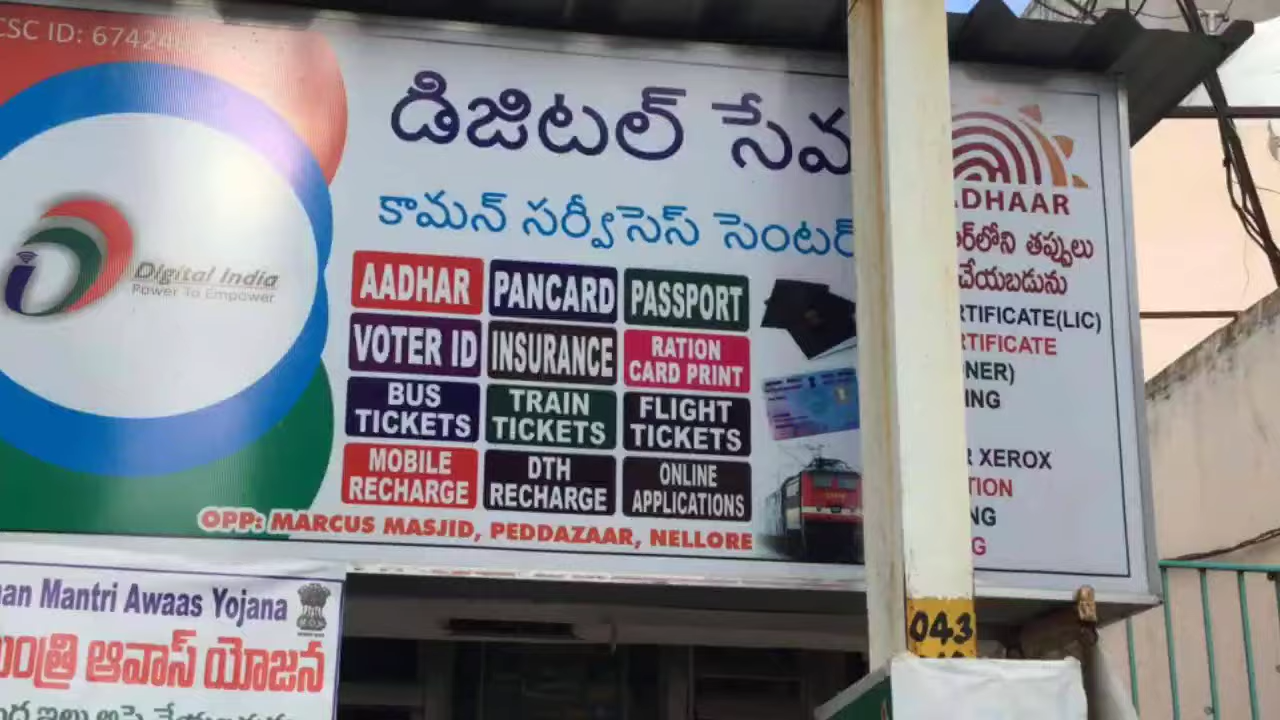 CSC ID: 67424
డిజిటల్ సేవ
కామన్ సర్వీసెస్ సెంటర్
Digital India
Power To Empower
AADHAR PANCARD PASSPORT
VOTER ID INSURANCE RATION CARD PRINT
BUS TICKETS TRAIN TICKETS FLIGHT TICKETS
MOBILE RECHARGE DTH RECHARGE ONLINE APPLICATIONS
OPP: MARCUS MASJID, PEDDAZAAR, NELLORE
ADHAAR
ర్‌లోని తప్పులు
చేయబడును
RTIFICATE(LIC)
RTIFICATE
NER)
ING
R XEROX
TION
NG
G
an Mantri Awaas Yojana
మంత్రి ఆవాస్ యోజన
043